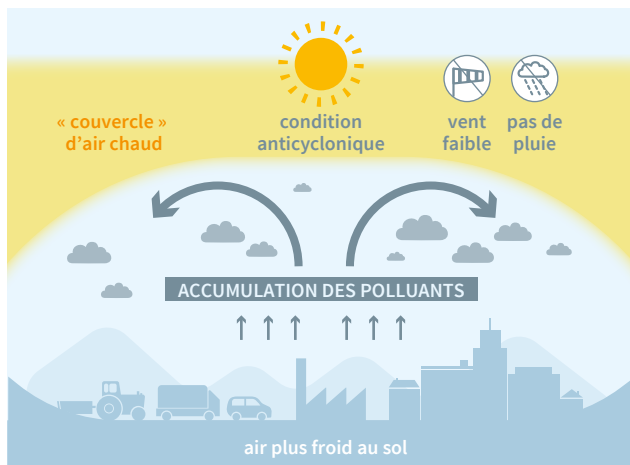 « couvercle »
d'air chaud
condition
anticyclonique
vent
faible
pas de
pluie
ACCUMULATION DES POLLUANTS
air plus froid au sol